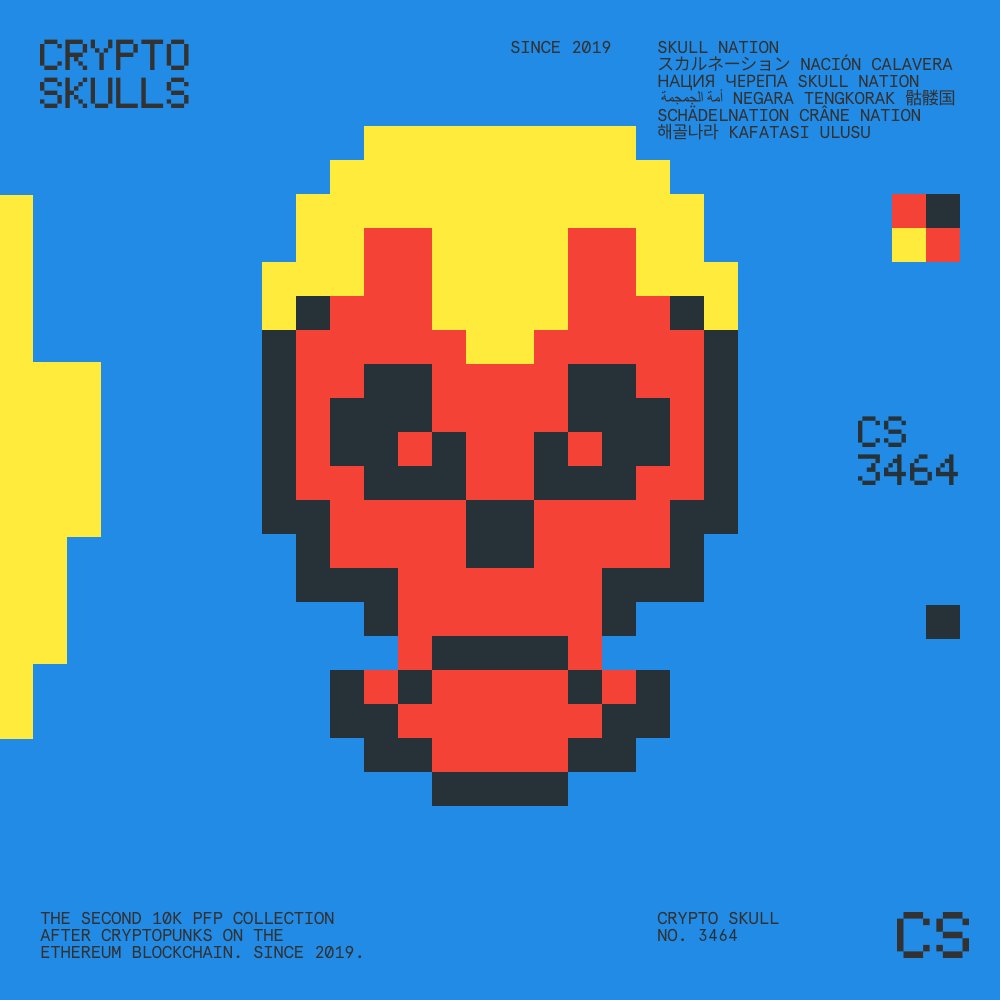 CRYPTO
SKULLS
SINCE 2019
SKULL NATION
スカルネーション NACIÓN CALAVERA
НАЦИЯ ЧЕРЕПА SKULL NATION
أمة الجمجمة NEGARA TENGKORAK 骷髅国
SCHÄDELNATION CRÂNE NATION
해골나라 KAFATASI ULUSU
CS
3464
THE SECOND 10K PFP COLLECTION
AFTER CRYPTOPUNKS ON THE
ETHEREUM BLOCKCHAIN. SINCE 2019.
CRYPTO SKULL
NO. 3464
CS